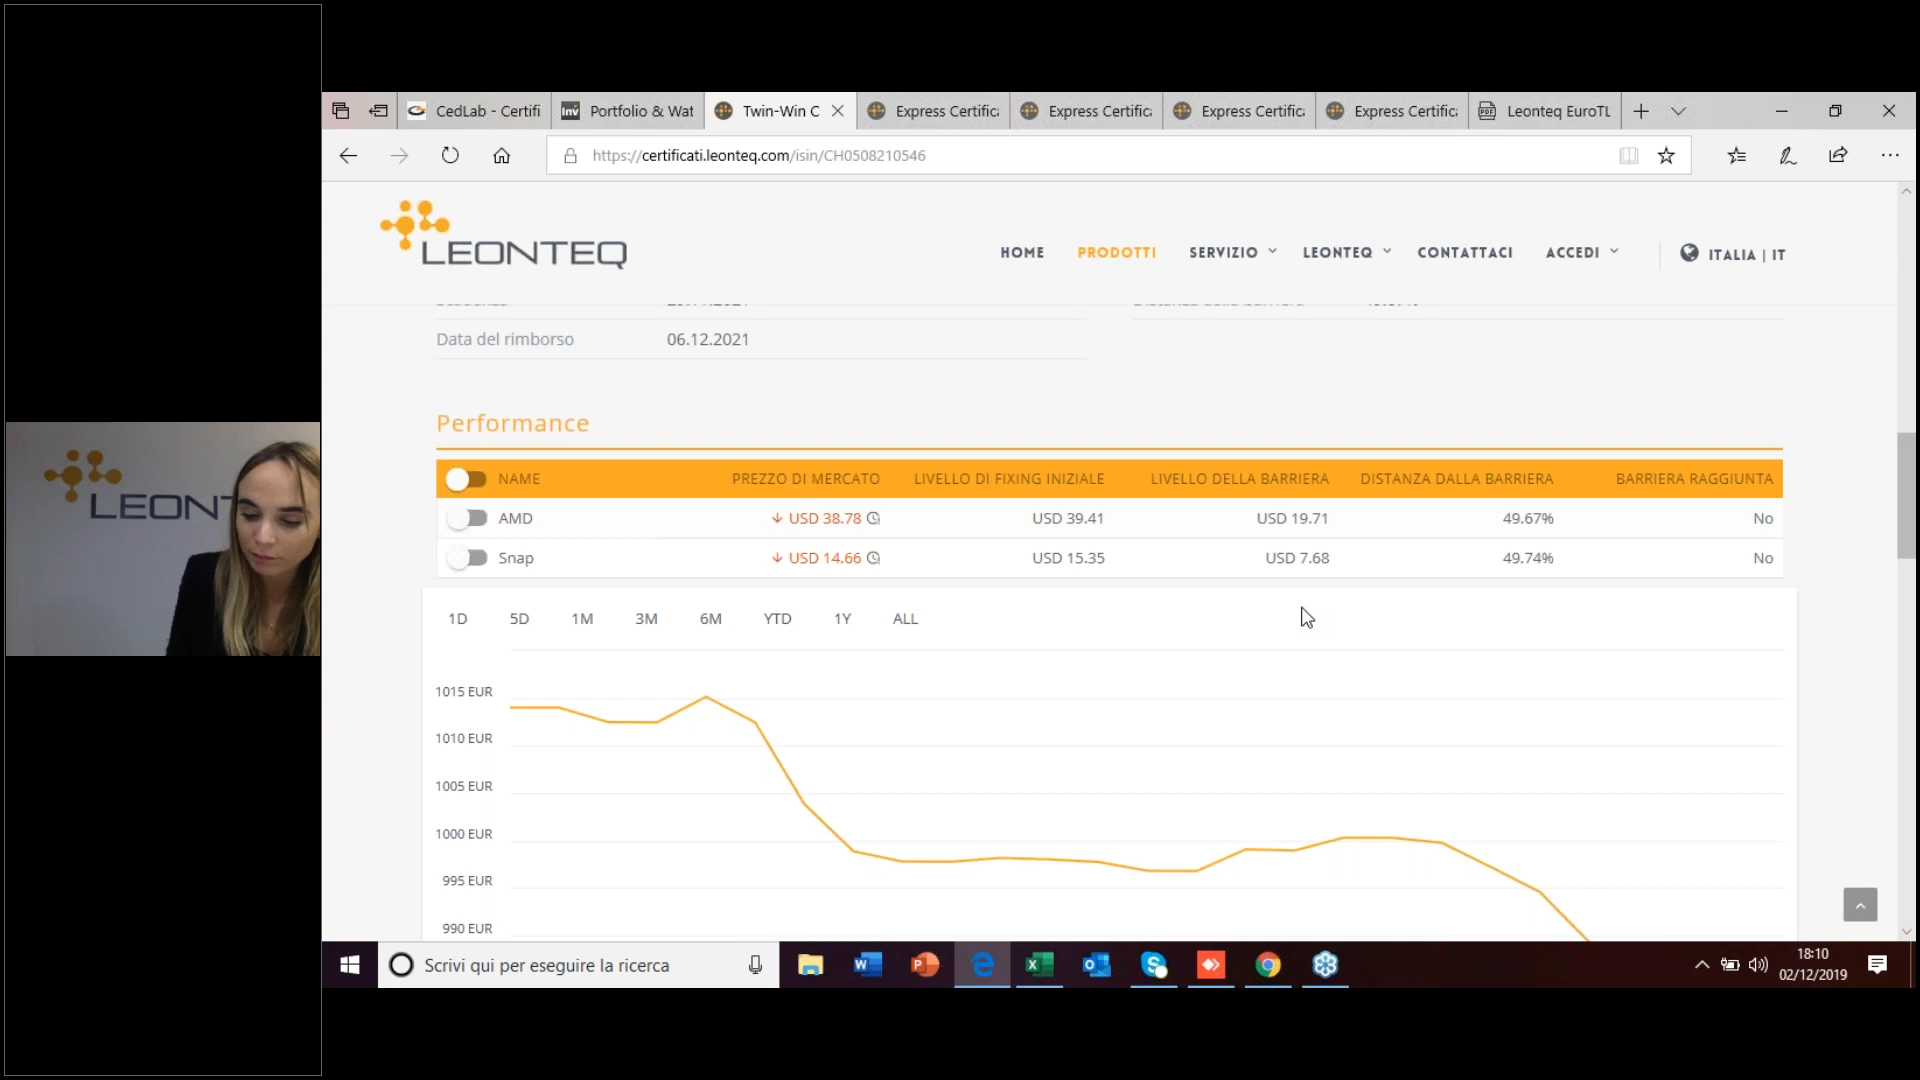 CedLab - Certifi
Portfolio & Wat
Twin-Win C
Express Certific
Express Certific
Express Certific
Express Certific
Leonteq EuroTL
https://certificati.leonteq.com/isin/CH0508210546
LEONTEQ
HOME
PRODOTTI
SERVIZIO
LEONTEQ
CONTATTACI
ACCEDI
ITALIA | IT
Data del rimborso 06.12.2021
Performance
NAME PREZZO DI MERCATO LIVELLO DI FIXING INIZIALE LIVELLO DELLA BARRIERA DISTANZA DALLA BARRIERA BARRIERA RAGGIUNTA
AMD USD 38.78 USD 39.41 USD 19.71 49.67% No
Snap USD 14.66 USD 15.35 USD 7.68 49.74% No
1D 5D 1M 3M 6M YTD 1Y ALL
1015 EUR
1010 EUR
1005 EUR
1000 EUR
995 EUR
990 EUR
LEONT
Scrivi qui per eseguire la ricerca
18:10
02/12/2019